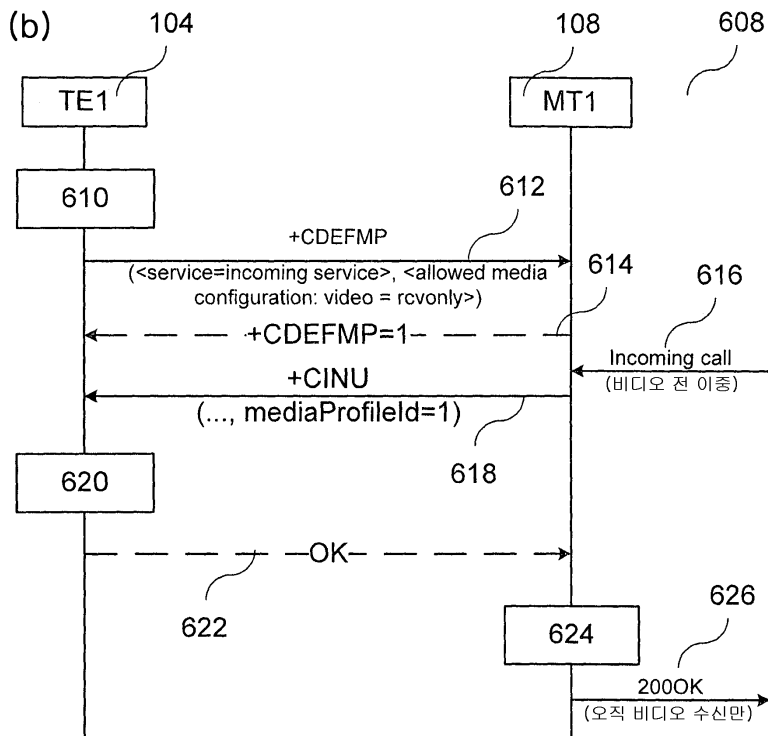 (b)
104
108
608
TE1
MT1
610
612
+CDEFMP
(<service=incoming service>, <allowed media
configuration: video = rcvonly>)
614
616
+CDEFMP=1
Incoming call
(비디오 전 이중)
+CINU
(..., mediaProfileId=1)
618
620
OK
622
624
626
200OK
(오직 비디오 수신만)